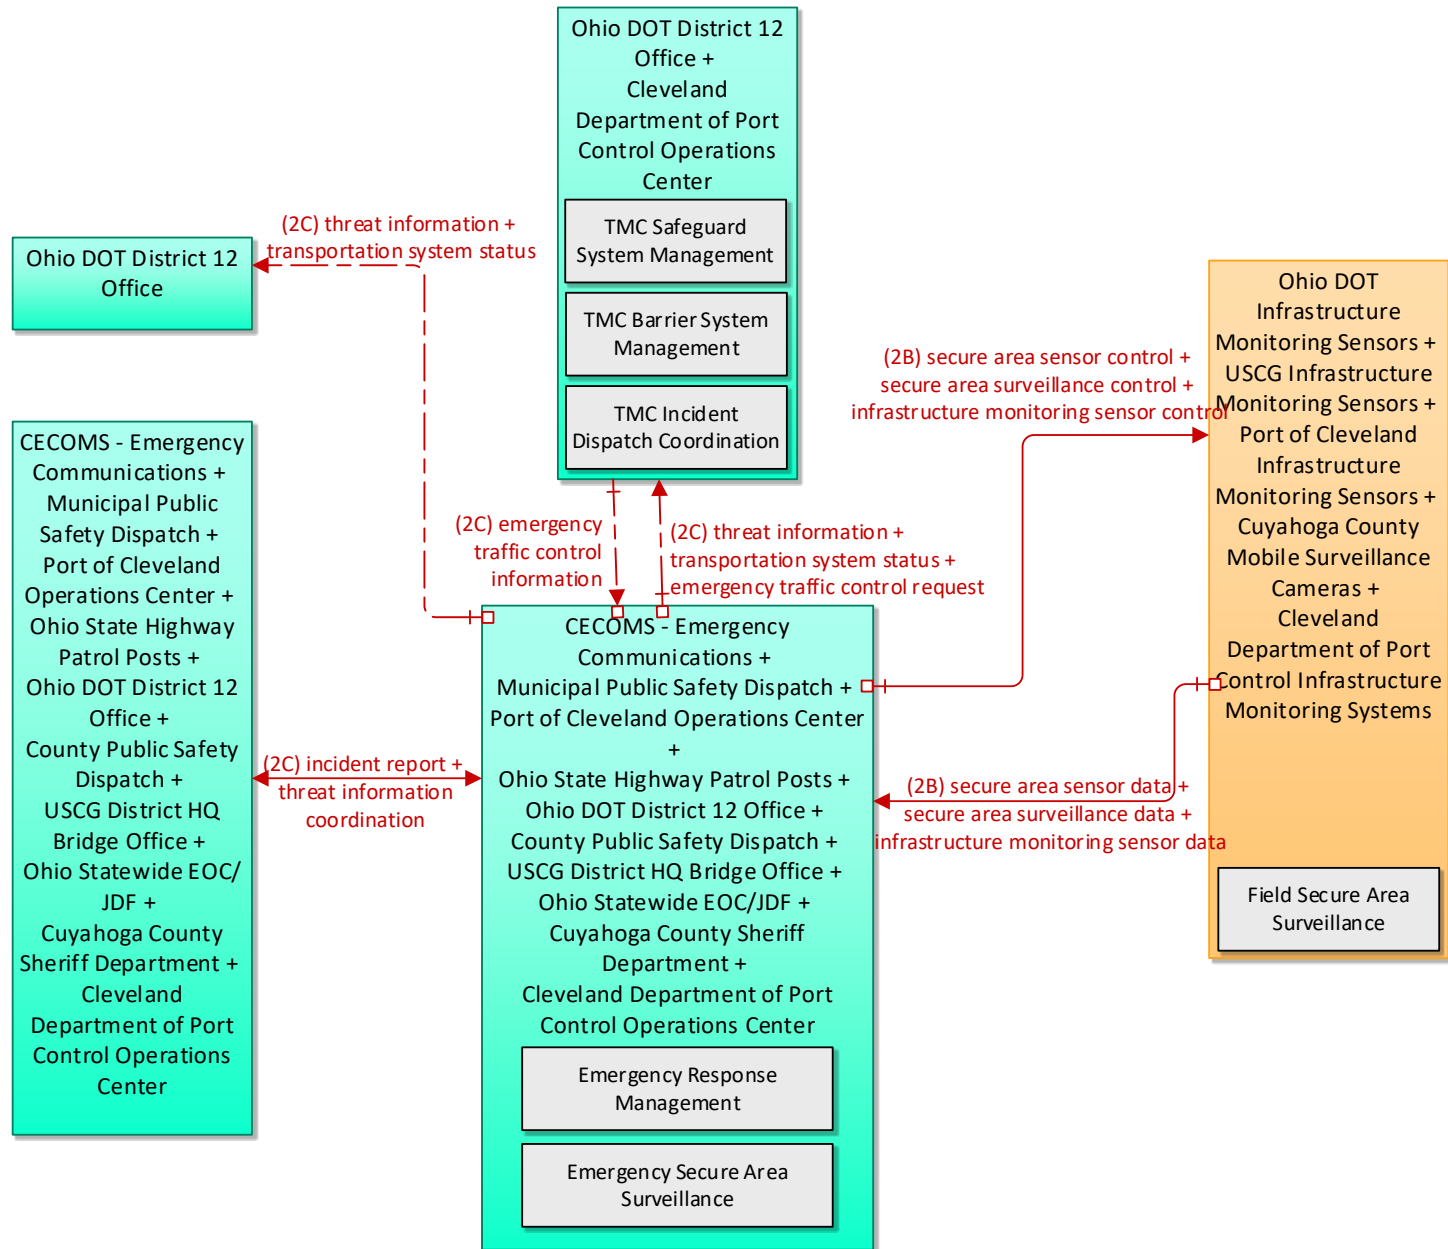 Ohio DOT District 12
Office +
Cleveland
Department of Port
Control Operations
Center
TMC Safeguard
System Management
TMC Barrier System
Management
TMC Incident
Dispatch Coordination
(2C) threat information +
transportation system status
Ohio DOT District 12
Office
Ohio DOT
Infrastructure
Monitoring Sensors +
USCG Infrastructure
Monitoring Sensors +
Port of Cleveland
Infrastructure
Monitoring Sensors +
Cuyahoga County
Mobile Surveillance
Cameras +
Cleveland
Department of Port
Control Infrastructure
Monitoring Systems
Field Secure Area
Surveillance
(2B) secure area sensor control +
secure area surveillance control +
infrastructure monitoring sensor control
CECOMS - Emergency
Communications +
Municipal Public
Safety Dispatch +
Port of Cleveland
Operations Center +
Ohio State Highway
Patrol Posts +
Ohio DOT District 12
Office +
County Public Safety
Dispatch +
USCG District HQ
Bridge Office +
Ohio Statewide EOC/
JDF +
Cuyahoga County
Sheriff Department +
Cleveland
Department of Port
Control Operations
Center
(2C) emergency
traffic control
information
(2C) threat information +
transportation system status +
emergency traffic control request
(2C) incident report +
threat information
coordination
CECOMS - Emergency
Communications +
Municipal Public Safety Dispatch +
Port of Cleveland Operations Center
+
Ohio State Highway Patrol Posts +
Ohio DOT District 12 Office +
County Public Safety Dispatch +
USCG District HQ Bridge Office +
Ohio Statewide EOC/JDF +
Cuyahoga County Sheriff
Department +
Cleveland Department of Port
Control Operations Center
Emergency Response
Management
Emergency Secure Area
Surveillance
(2B) secure area sensor data +
secure area surveillance data +
infrastructure monitoring sensor data